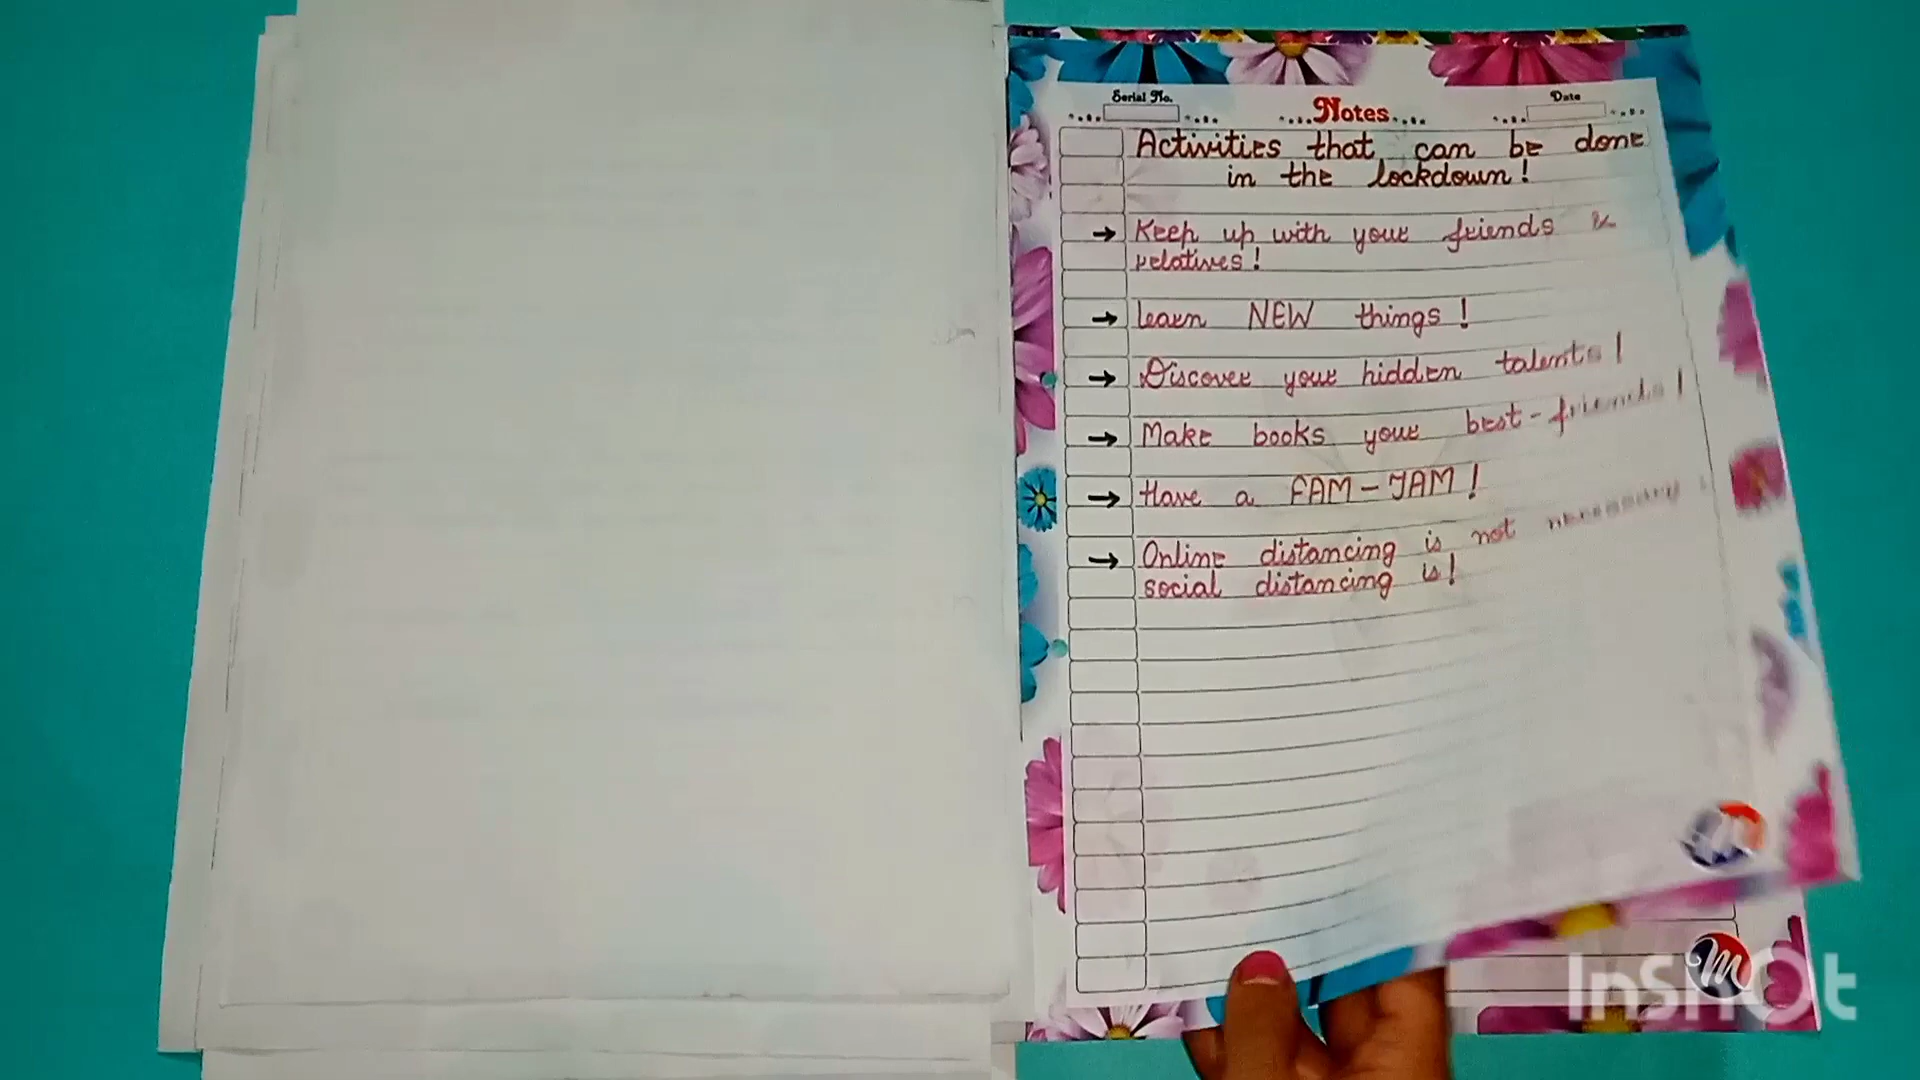 Serial No.
Notes
Date
Activities that can be done
in the lockdown!
→ Keep up with your friends &
relatives!
→ learn NEW things!
→ Discover your hidden talents!
→ Make books your best-friends!
→ Have a FAM-JAM!
→ Online distancing is not necessary
social distancing is!
M
InShOt